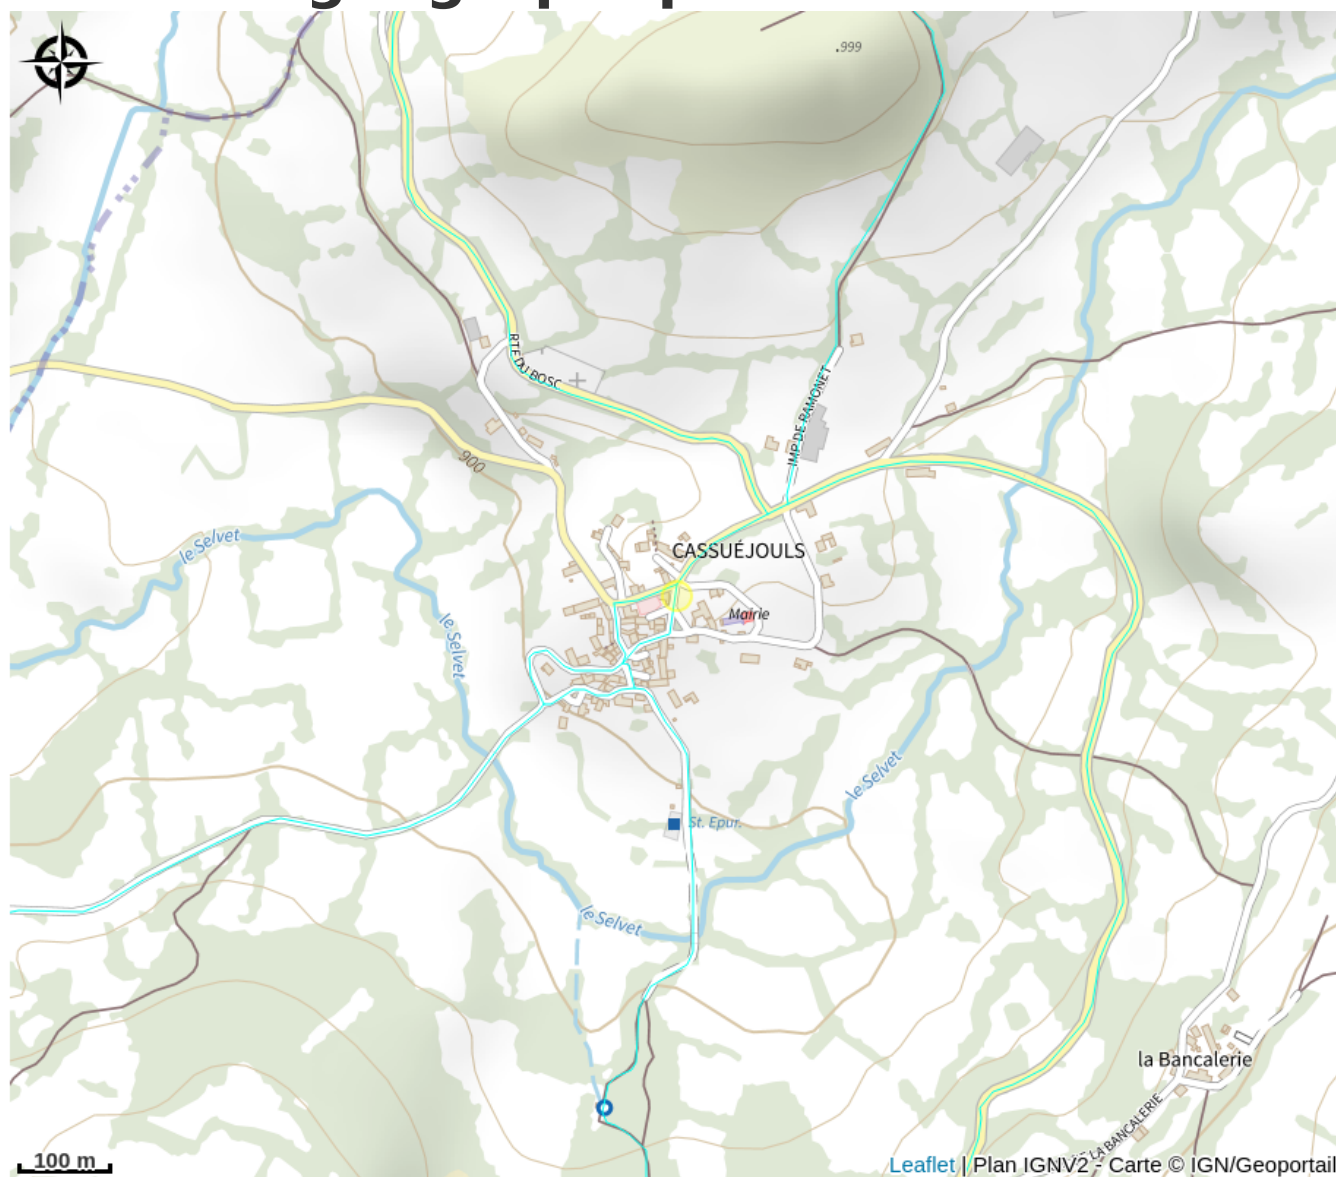 .999
RTE DU BOSC
IMP DE RAMONET
900
le Selvet
CASSUÉJOULS
le Selvet
Mairie
le Selvet
St. Epur.
le Selvet
la Bancalerie
LA BANCALERIE
100 m
Leaflet | Plan IGNV2 - Carte © IGN/Geoportail